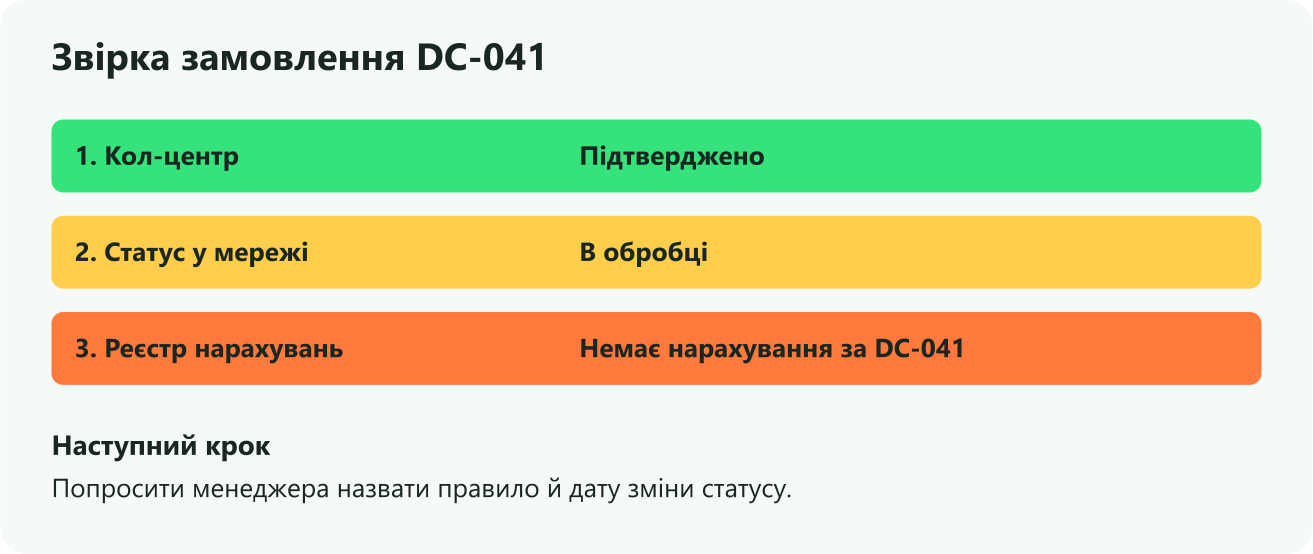 Звірка замовлення DC-041
1. Кол-центр Підтверджено
2. Статус у мережі В обробці
3. Реєстр нарахувань Немає нарахування за DC-041
Наступний крок
Попросити менеджера назвати правило й дату зміни статусу.